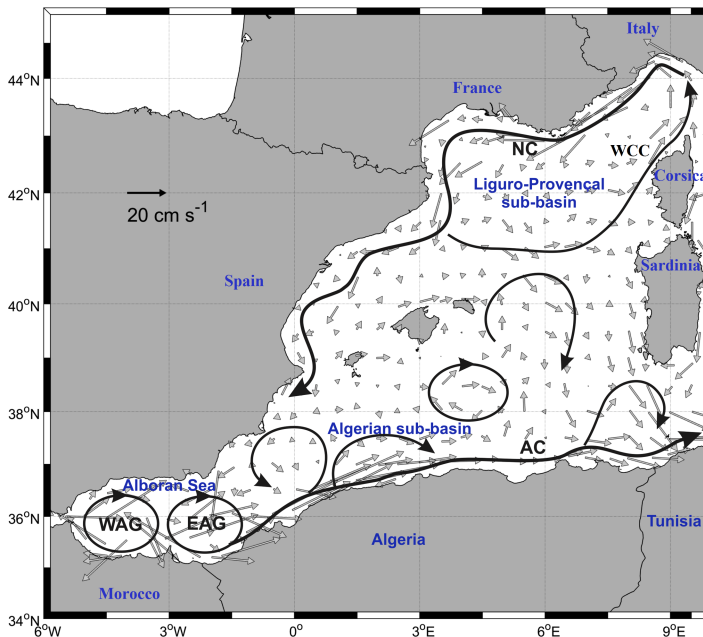 Italy
44°N
France
NC
WCC
Liguro-Provençal
sub-basin
Corsica
42°N
20 cm s-1
Spain
Sardinia
40°N
38°N
Algerian sub-basin
AC
Alboran Sea
WAG
EAG
36°N
Algeria
Tunisia
Morocco
34°N
6°W
3°W
0°
3°E
6°E
9°E